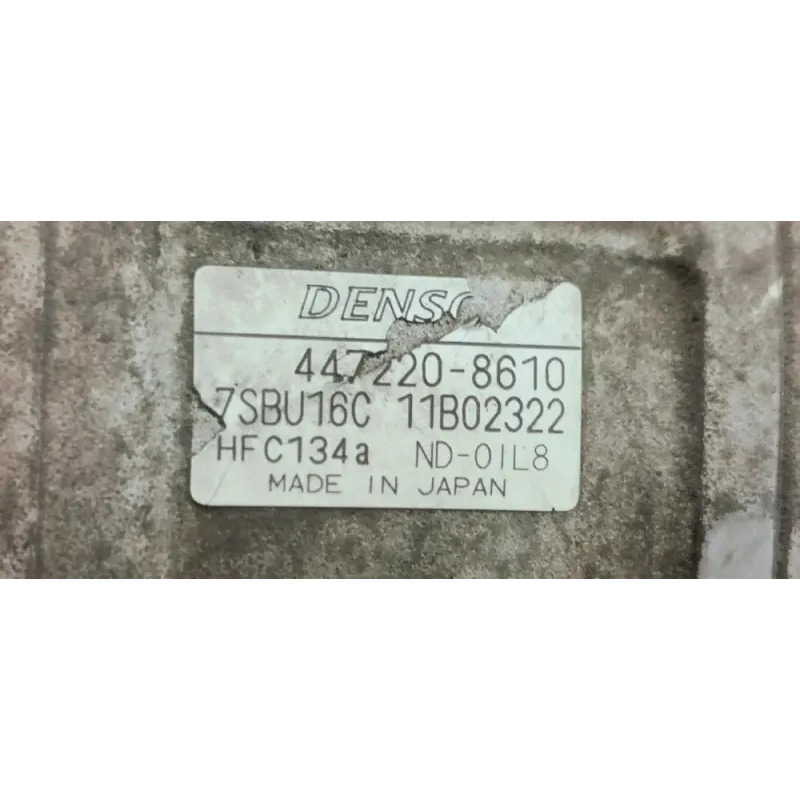 DENSO
447220-8610
7SBU16C 11B02322
HFC134a ND-OIL8
MADE IN JAPAN